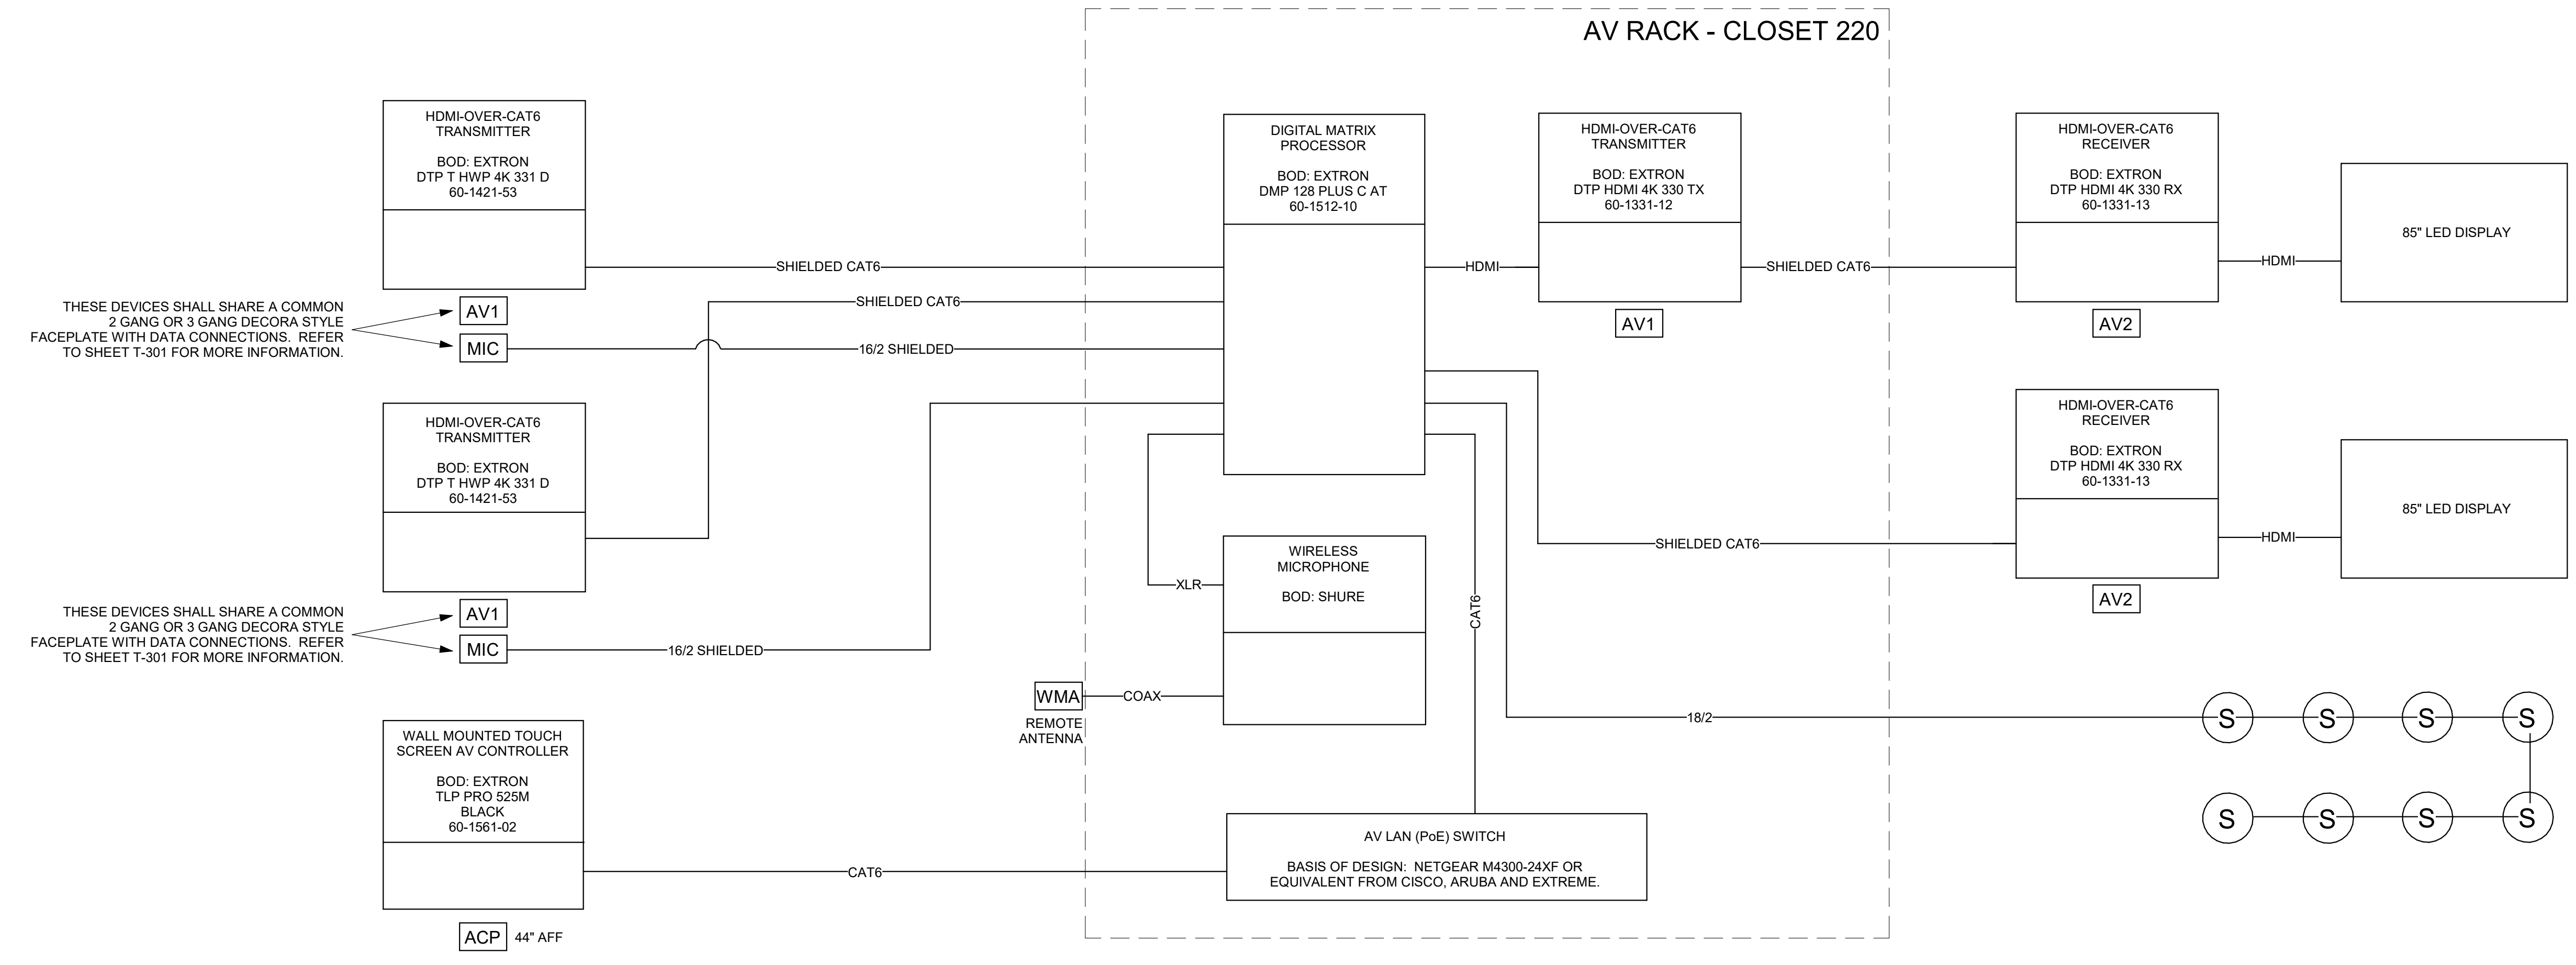 AV RACK - CLOSET 220
HDMI-OVER-CAT6
TRANSMITTER
BOD: EXTRON
DTP T HWP 4K 331 D
60-1421-53
SHIELDED CAT6
THESE DEVICES SHALL SHARE A COMMON
2 GANG OR 3 GANG DECORA STYLE
FACEPLATE WITH DATA CONNECTIONS.  REFER
TO SHEET T-301 FOR MORE INFORMATION.
AV1
MIC
SHIELDED CAT6
16/2 SHIELDED
HDMI-OVER-CAT6
TRANSMITTER
BOD: EXTRON
DTP T HWP 4K 331 D
60-1421-53
THESE DEVICES SHALL SHARE A COMMON
2 GANG OR 3 GANG DECORA STYLE
FACEPLATE WITH DATA CONNECTIONS.  REFER
TO SHEET T-301 FOR MORE INFORMATION.
AV1
MIC
16/2 SHIELDED
WALL MOUNTED TOUCH
SCREEN AV CONTROLLER
BOD: EXTRON
TLP PRO 525M
BLACK
60-1561-02
ACP
44" AFF
CAT6
DIGITAL MATRIX
PROCESSOR
BOD: EXTRON
DMP 128 PLUS C AT
60-1512-10
HDMI
HDMI-OVER-CAT6
TRANSMITTER
BOD: EXTRON
DTP HDMI 4K 330 TX
60-1331-12
AV1
SHIELDED CAT6
XLR
WIRELESS
MICROPHONE
BOD: SHURE
WMA
COAX
REMOTE
ANTENNA
CAT6
SHIELDED CAT6
18/2
AV LAN (PoE) SWITCH
BASIS OF DESIGN:  NETGEAR M4300-24XF OR
EQUIVALENT FROM CISCO, ARUBA AND EXTREME.
HDMI-OVER-CAT6
RECEIVER
BOD: EXTRON
DTP HDMI 4K 330 RX
60-1331-13
AV2
HDMI
85" LED DISPLAY
HDMI-OVER-CAT6
RECEIVER
BOD: EXTRON
DTP HDMI 4K 330 RX
60-1331-13
AV2
HDMI
85" LED DISPLAY
S S S S
S S S S